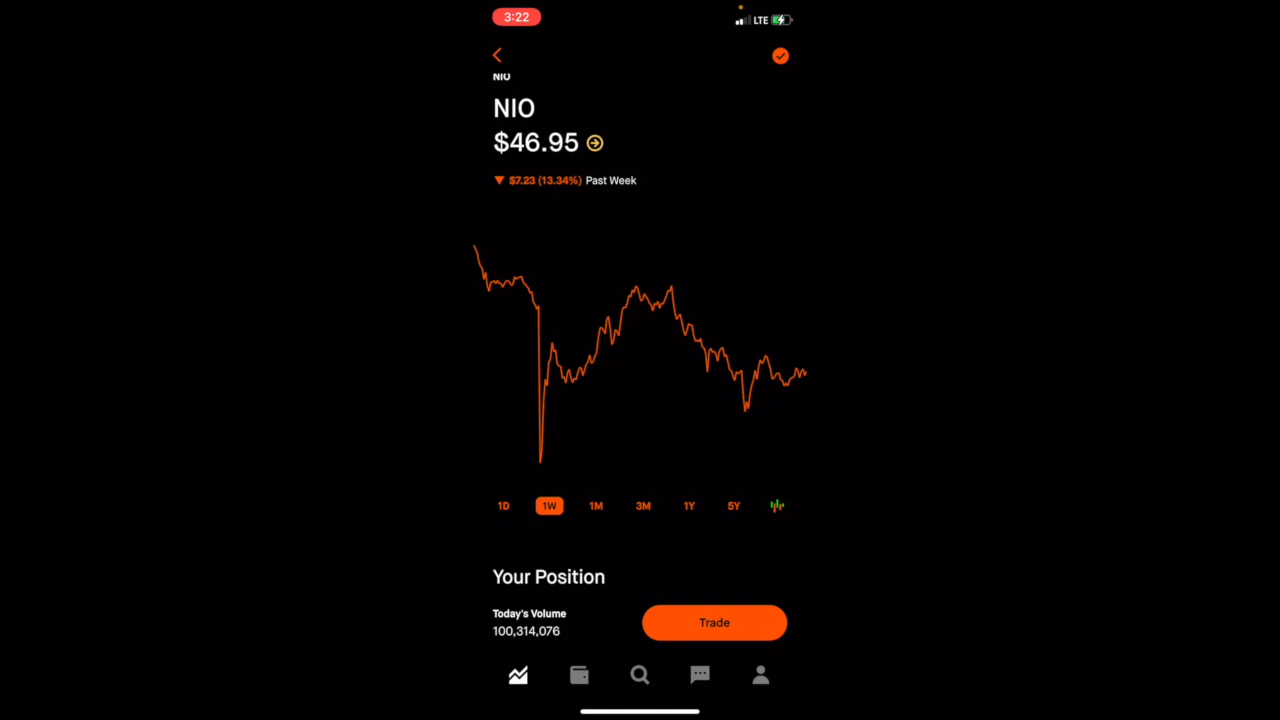 3:22
LTE
NIO
NIO
$46.95
$7.23 (13.34%) Past Week
1D 1W 1M 3M 1Y 5Y
Your Position
Today's Volume
100,314,076
Trade